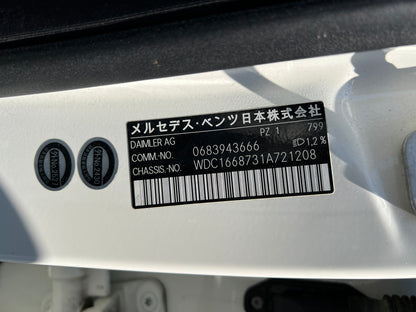 メルセデス・ベンツ日本株式会社
DAIMLER AG PZ 1 799
COMM.-NO. 0683943666 1,2 %
CHASSIS.-NO. WDC1668731A721208